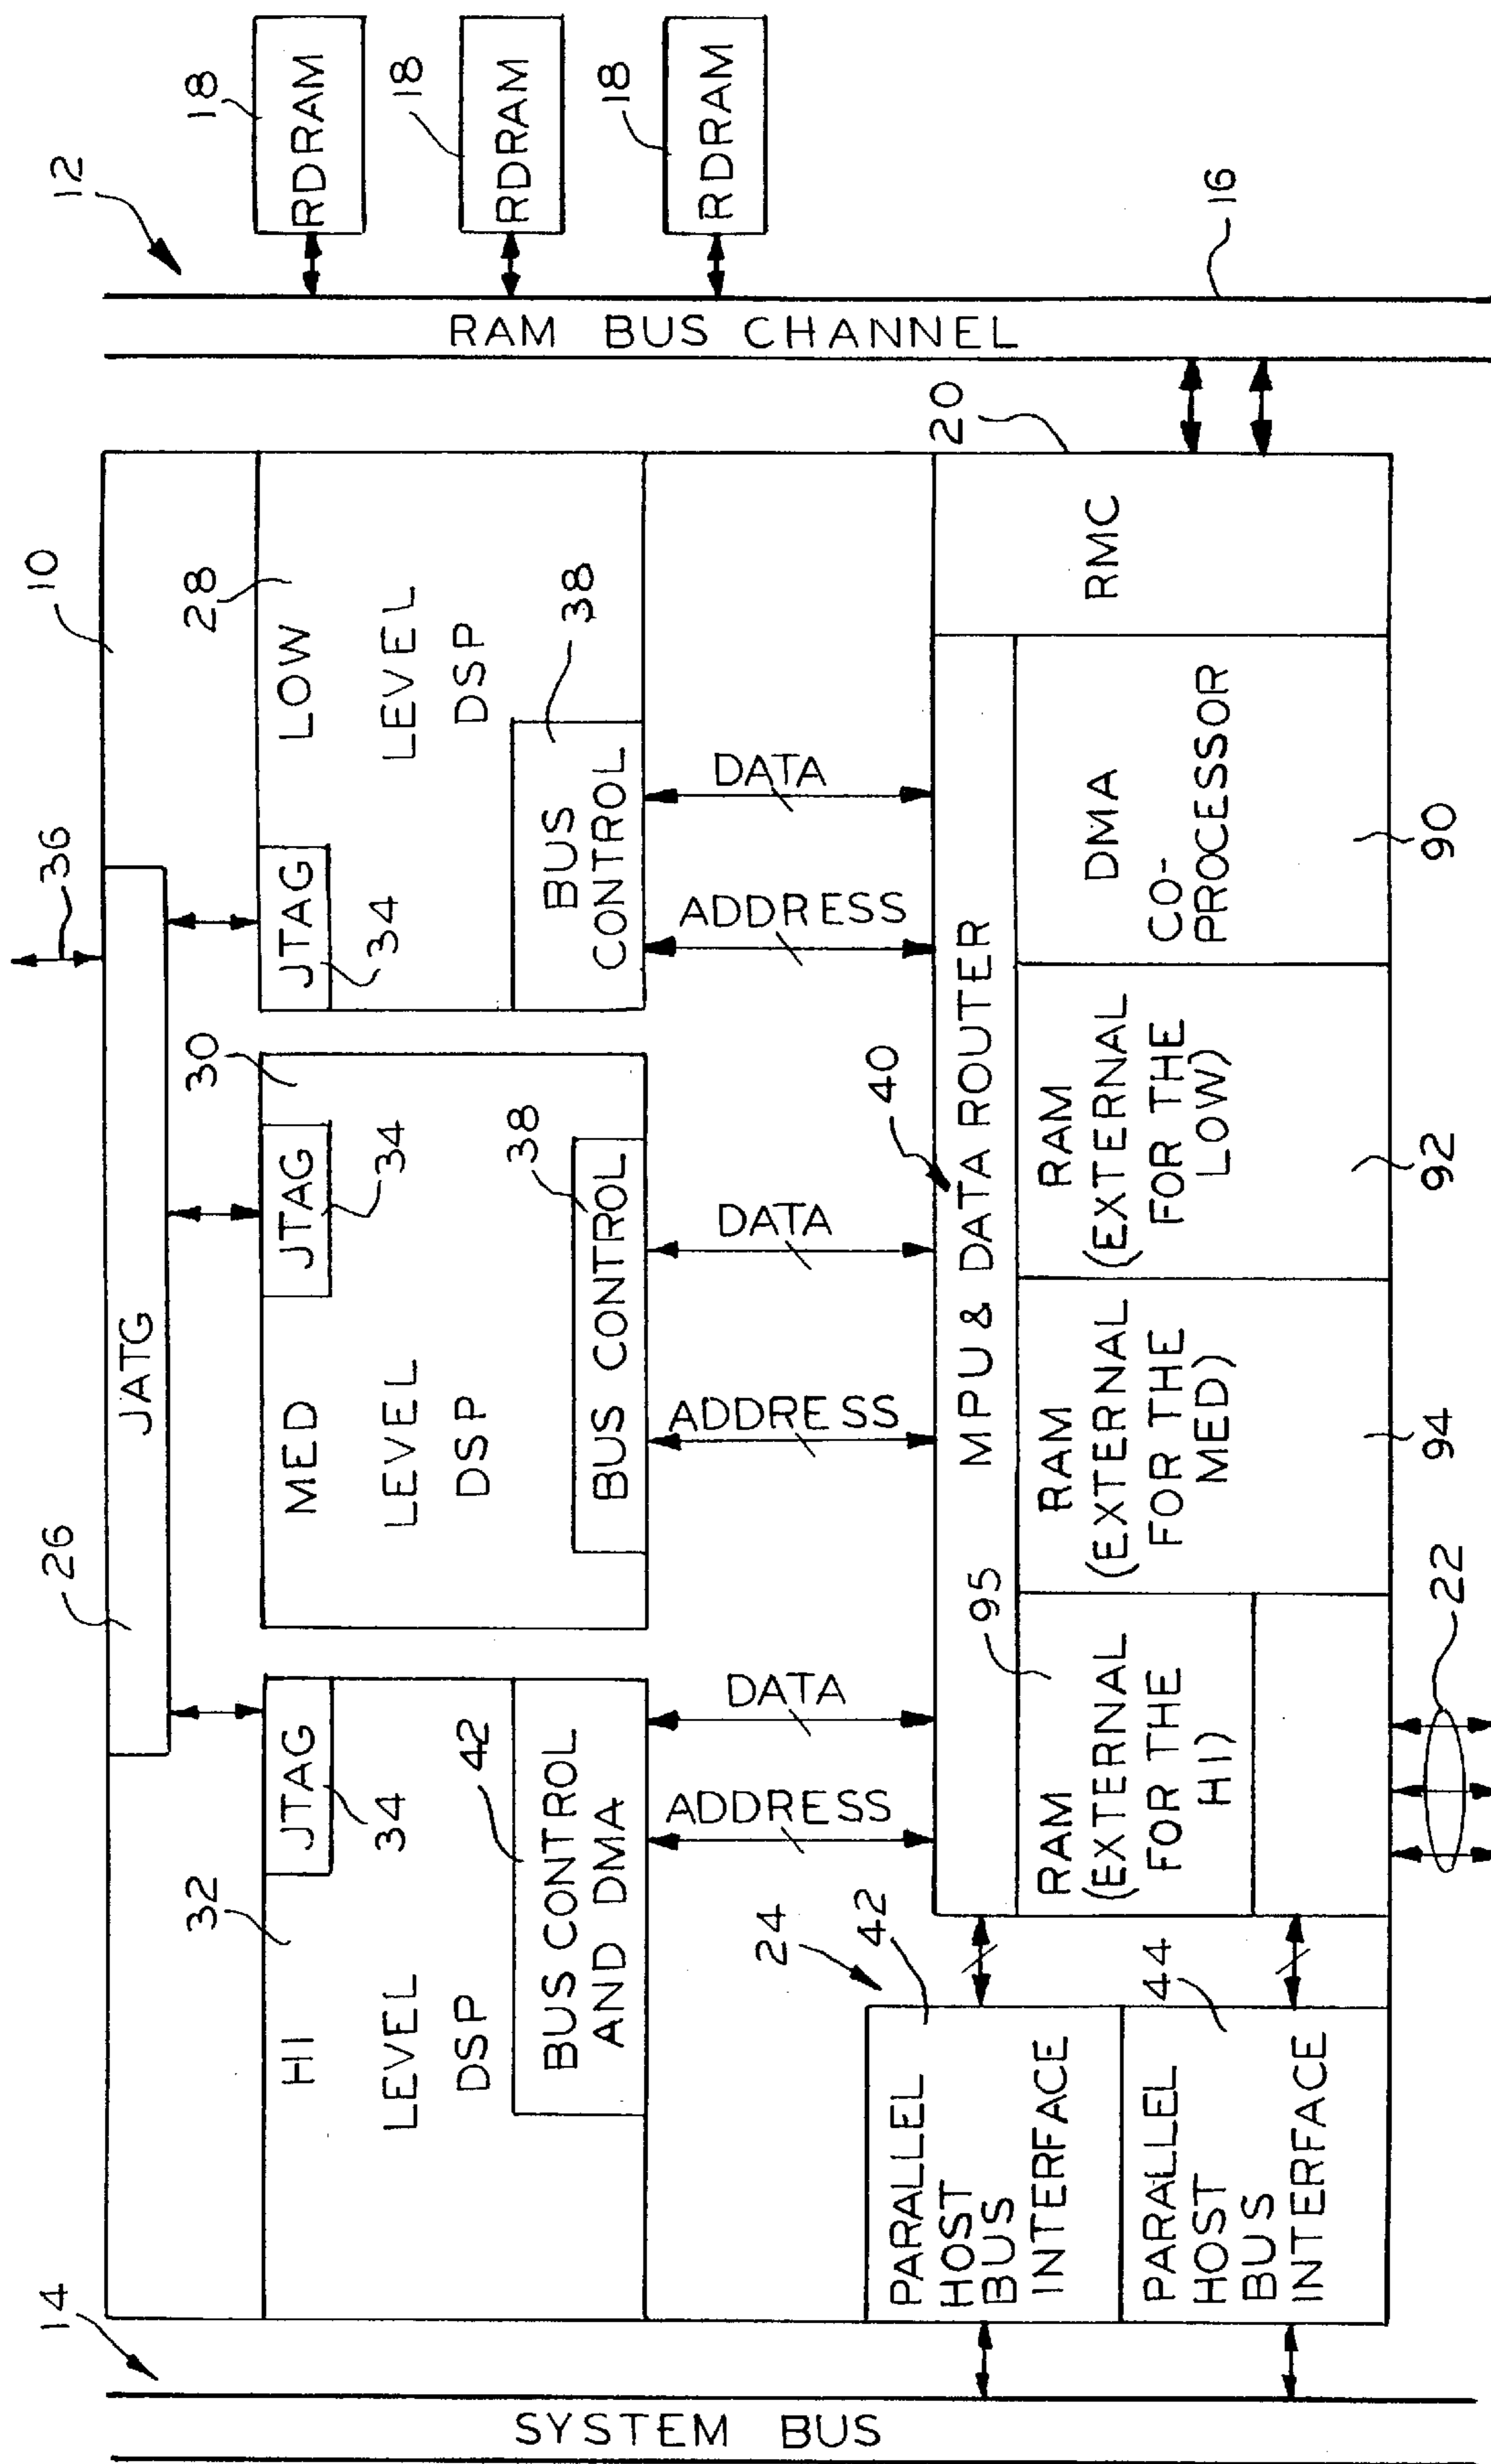 SYSTEM BUS
14
JATG
26
36
10
12
HI
LEVEL
DSP
32
JTAG
34
BUS CONTROL
AND DMA
42
MED
LEVEL
DSP
30
JTAG
34
BUS CONTROL
38
LOW
LEVEL
DSP
28
JTAG
34
BUS
CONTROL
38
ADDRESS
DATA
ADDRESS
DATA
ADDRESS
DATA
24
42
PARALLEL
HOST
BUS
INTERFACE
44
PARALLEL
HOST
BUS
INTERFACE
MPU & DATA ROUTER
40
95
RAM
(EXTERNAL
FOR THE
HI)
RAM
(EXTERNAL
FOR THE
MED)
RAM
(EXTERNAL
FOR THE
LOW)
DMA
CO-
PROCESSOR
RMC
20
22
94
92
90
RAM BUS CHANNEL
16
RDRAM
18
RDRAM
18
RDRAM
18